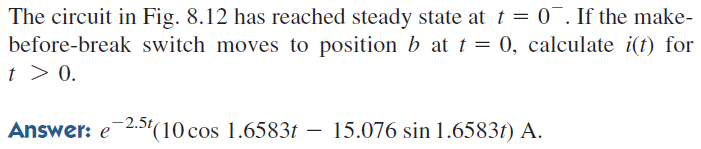 The circuit in Fig. 8.12 has reached steady state at t = 0⁻. If the make-
before-break switch moves to position b at t = 0, calculate i(t) for
t > 0.
Answer: e⁻²·⁵ᵗ(10 cos 1.6583t − 15.076 sin 1.6583t) A.